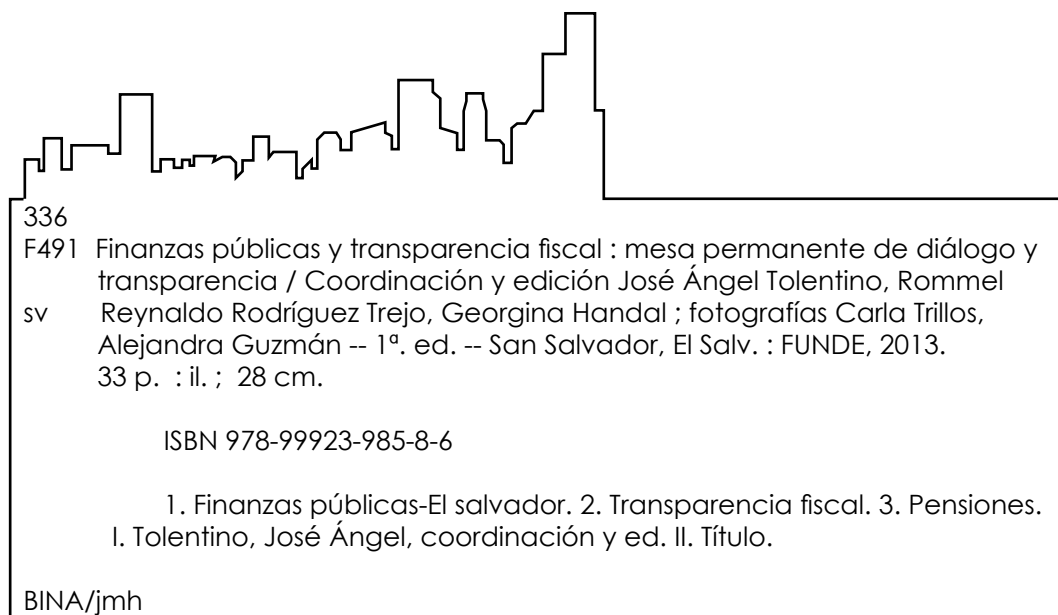 336
F491 Finanzas públicas y transparencia fiscal : mesa permanente de diálogo y
transparencia / Coordinación y edición José Ángel Tolentino, Rommel
sv Reynaldo Rodríguez Trejo, Georgina Handal ; fotografías Carla Trillos,
Alejandra Guzmán -- 1ª. ed. -- San Salvador, El Salv. : FUNDE, 2013.
33 p. : il. ; 28 cm.
ISBN 978-99923-985-8-6
1. Finanzas públicas-El salvador. 2. Transparencia fiscal. 3. Pensiones.
I. Tolentino, José Ángel, coordinación y ed. II. Título.
BINA/jmh